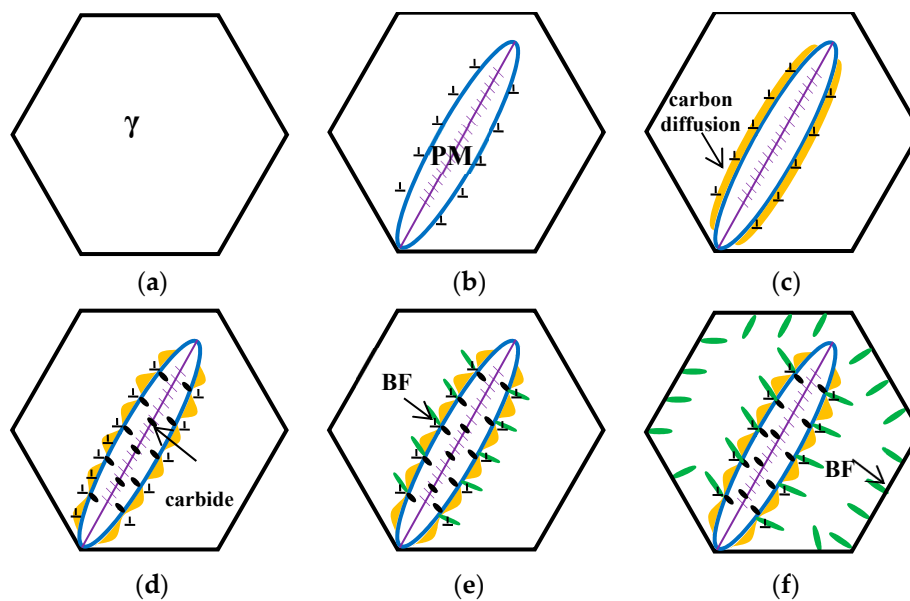 γ
PM
carbon
diffusion
(a)
(b)
(c)
carbide
BF
BF
(d)
(e)
(f)